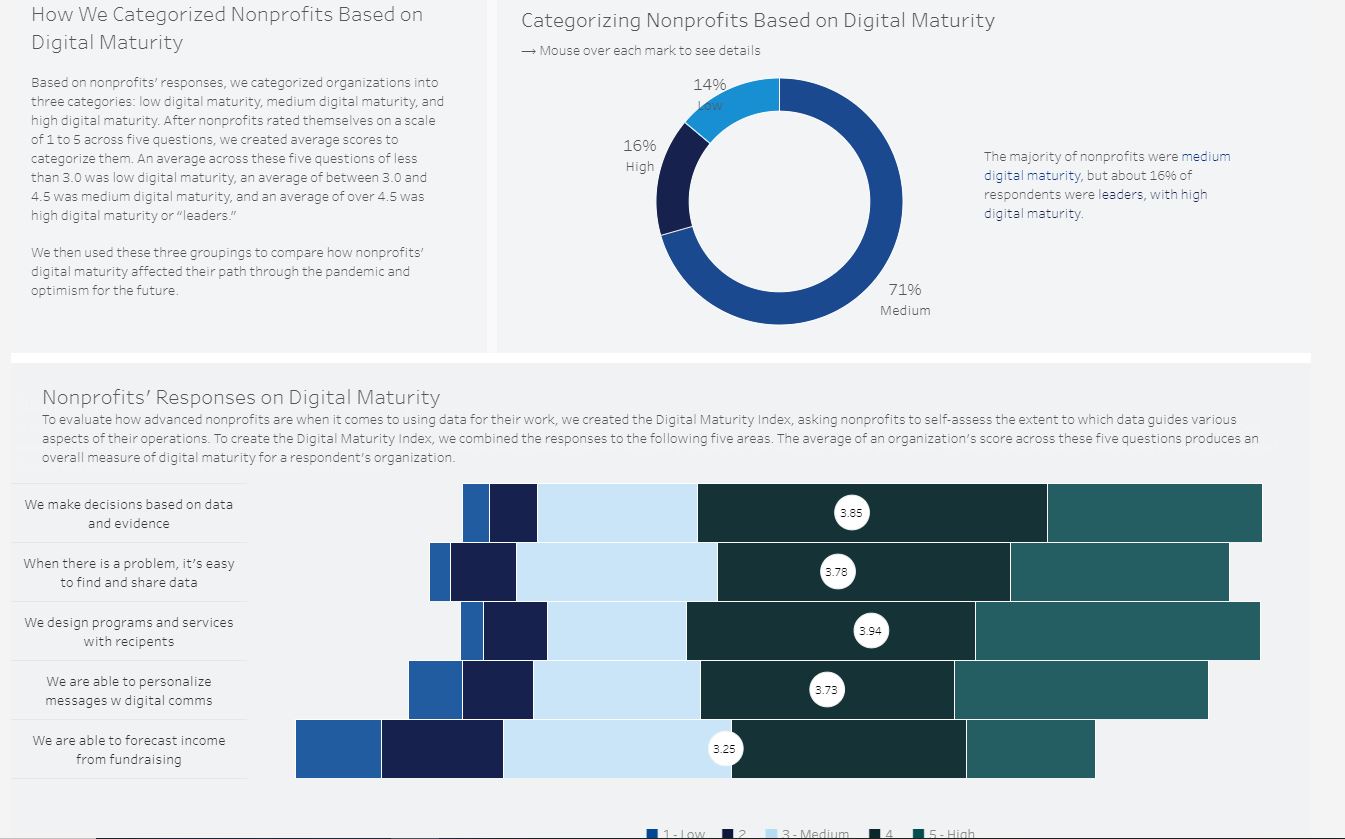 How We Categorized Nonprofits Based on
Digital Maturity
Based on nonprofits' responses, we categorized organizations into
three categories: low digital maturity, medium digital maturity, and
high digital maturity. After nonprofits rated themselves on a scale
of 1 to 5 across five questions, we created average scores to
categorize them. An average across these five questions of less
than 3.0 was low digital maturity, an average of between 3.0 and
4.5 was medium digital maturity, and an average of over 4.5 was
high digital maturity or “leaders.”
We then used these three groupings to compare how nonprofits'
digital maturity affected their path through the pandemic and
optimism for the future.
Categorizing Nonprofits Based on Digital Maturity
→ Mouse over each mark to see details
14%
Low
16%
High
71%
Medium
The majority of nonprofits were medium
digital maturity, but about 16% of
respondents were leaders, with high
digital maturity.
Nonprofits' Responses on Digital Maturity
To evaluate how advanced nonprofits are when it comes to using data for their work, we created the Digital Maturity Index, asking nonprofits to self-assess the extent to which data guides various
aspects of their operations. To create the Digital Maturity Index, we combined the responses to the following five areas. The average of an organization's score across these five questions produces an
overall measure of digital maturity for a respondent's organization.
We make decisions based on data
and evidence
3.85
When there is a problem, it's easy
to find and share data
3.78
We design programs and services
with recipents
3.94
We are able to personalize
messages w digital comms
3.73
We are able to forecast income
from fundraising
3.25
1 - Low 2 3 - Medium 4 5 - High